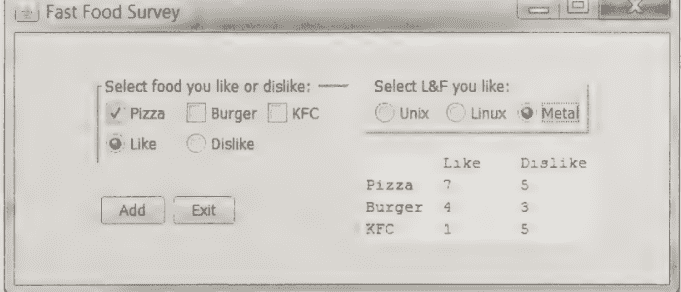 Fast Food Survey
Select food you like or dislike:
Pizza Burger KFC
Like Dislike
Add Exit
Select L&F you like:
Unix Linux Metal
Like Dislike
Pizza 7 5
Burger 4 3
KFC 1 5